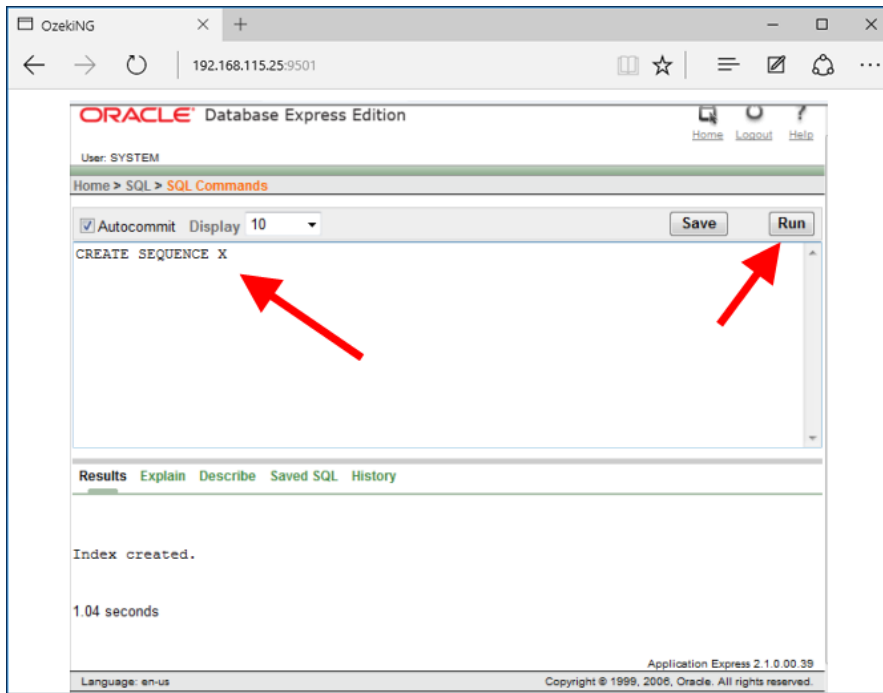 OzekiNG
192.168.115.25:9501
ORACLE Database Express Edition
Home Logout Help
User: SYSTEM
Home > SQL > SQL Commands
Autocommit Display 10 Save Run
CREATE SEQUENCE X
Results Explain Describe Saved SQL History
Index created.
1.04 seconds
Application Express 2.1.0.00.39
Language: en-us Copyright © 1999, 2006, Oracle. All rights reserved.